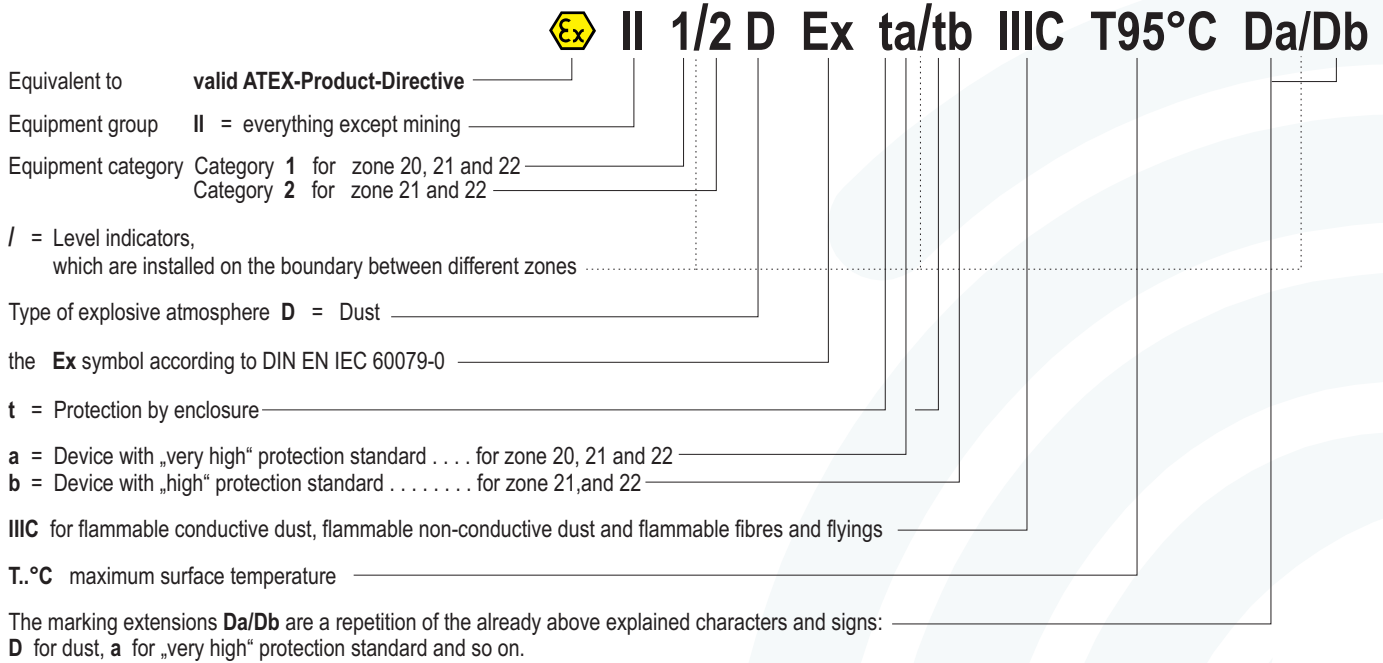 Ex II 1/2 D Ex ta/tb IIIC T95°C Da/Db
Equivalent to valid ATEX-Product-Directive
Equipment group II = everything except mining
Equipment category Category 1 for zone 20, 21 and 22
Category 2 for zone 21 and 22
/ = Level indicators,
which are installed on the boundary between different zones
Type of explosive atmosphere D = Dust
the Ex symbol according to DIN EN IEC 60079-0
t = Protection by enclosure
a = Device with „very high“ protection standard . . . . for zone 20, 21 and 22
b = Device with „high“ protection standard . . . . . . . . for zone 21,and 22
IIIC for flammable conductive dust, flammable non-conductive dust and flammable fibres and flyings
T..°C maximum surface temperature
The marking extensions Da/Db are a repetition of the already above explained characters and signs:
D for dust, a for „very high“ protection standard and so on.